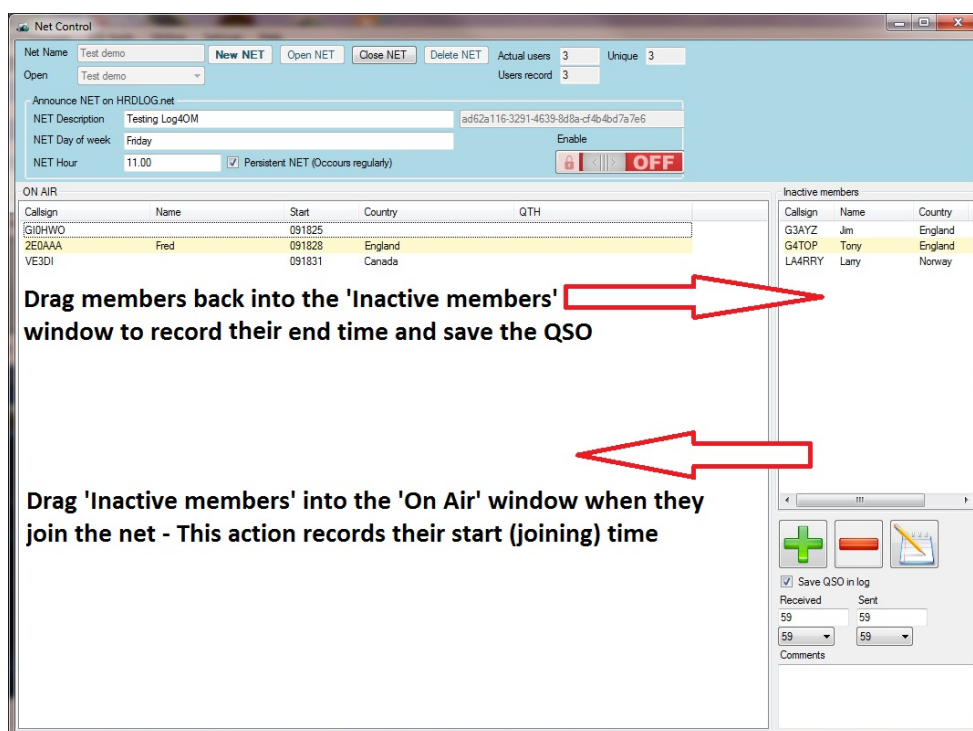 Net Control
Net Name Test demo New NET Open NET Close NET Delete NET Actual users 3 Unique 3
Open Test demo Users record 3
Announce NET on HRDLOG.net
NET Description Testing Log4OM ad62a116-3291-4639-8d8a-cf4b4bd7a7e6
NET Day of week Friday Enable
NET Hour 11.00 Persistent NET (Occours regularly) OFF
ON AIR Inactive members
Callsign Name Start Country QTH Callsign Name Country
GI0HWO 091825 G3AYZ Jim England
2E0AAA Fred 091828 England G4TOP Tony England
VE3DI 091831 Canada LA4RRY Larry Norway
Drag members back into the 'Inactive members'
window to record their end time and save the QSO
Drag 'Inactive members' into the 'On Air' window when they
join the net - This action records their start (joining) time
Save QSO in log
Received Sent
59 59
59 59
Comments